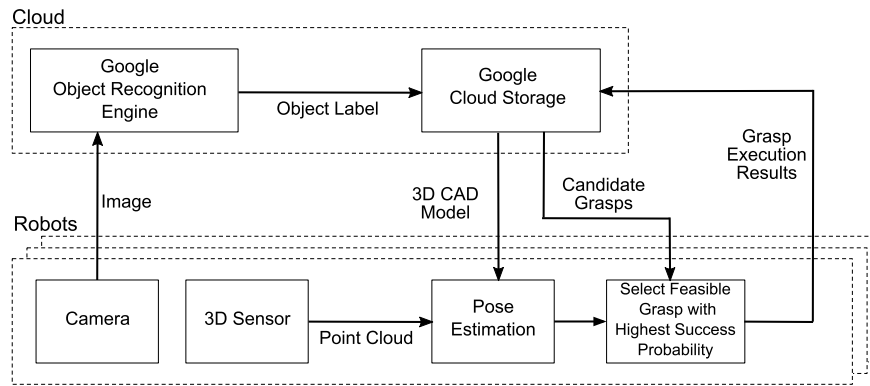 Cloud
Google
Object Recognition
Engine
Object Label
Google
Cloud Storage
Grasp
Execution
Results
Image
3D CAD
Model
Candidate
Grasps
Robots
Camera
3D Sensor
Point Cloud
Pose
Estimation
Select Feasible
Grasp with
Highest Success
Probability